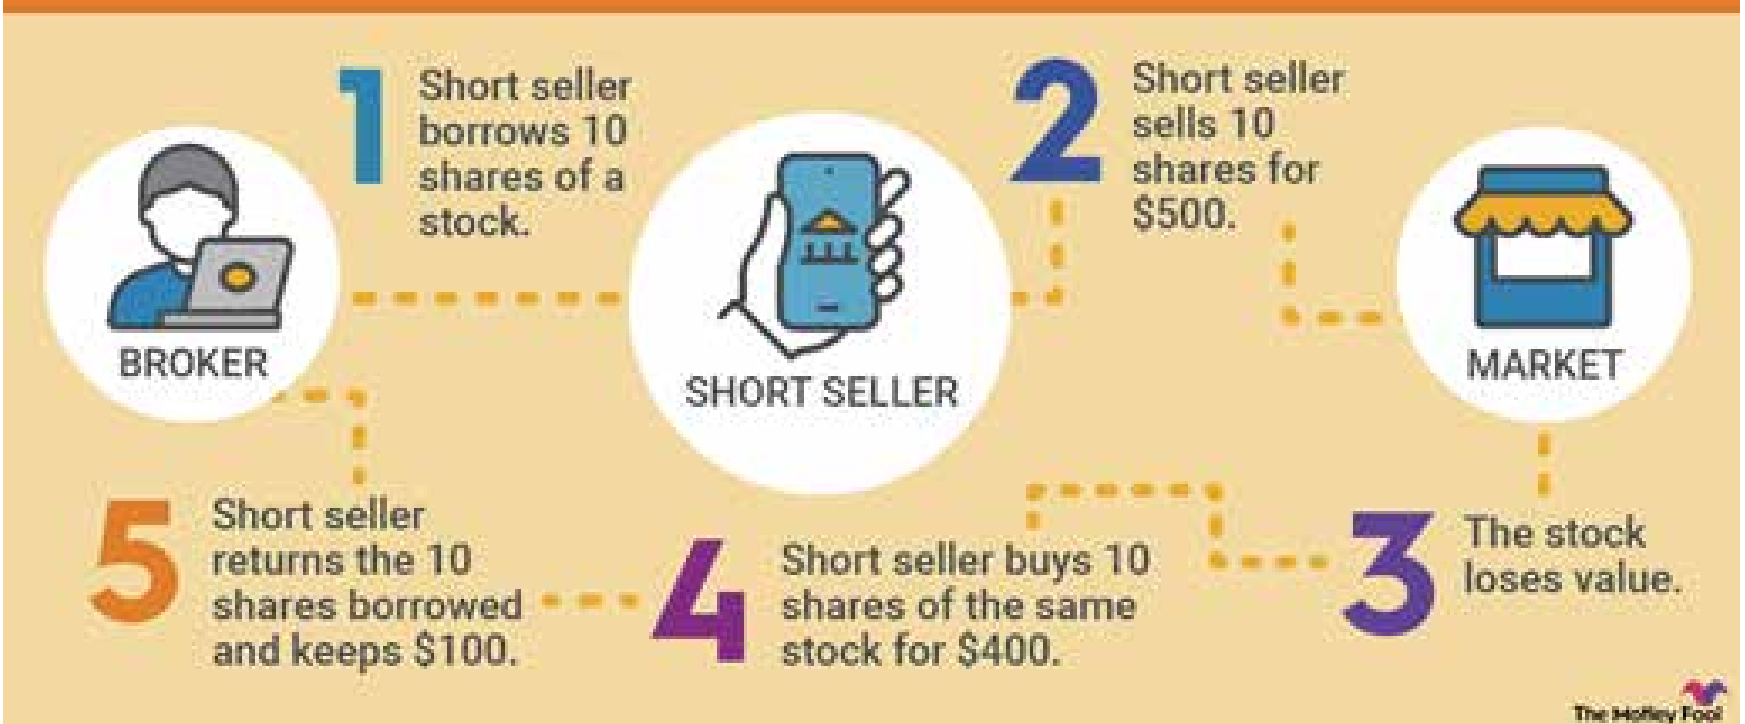 1
Short seller
borrows 10
shares of a
stock.
2
Short seller
sells 10
shares for
$500.
BROKER
SHORT SELLER
MARKET
3
The stock
loses value.
4
Short seller buys 10
shares of the same
stock for $400.
5
Short seller
returns the 10
shares borrowed
and keeps $100.
The Motley Fool